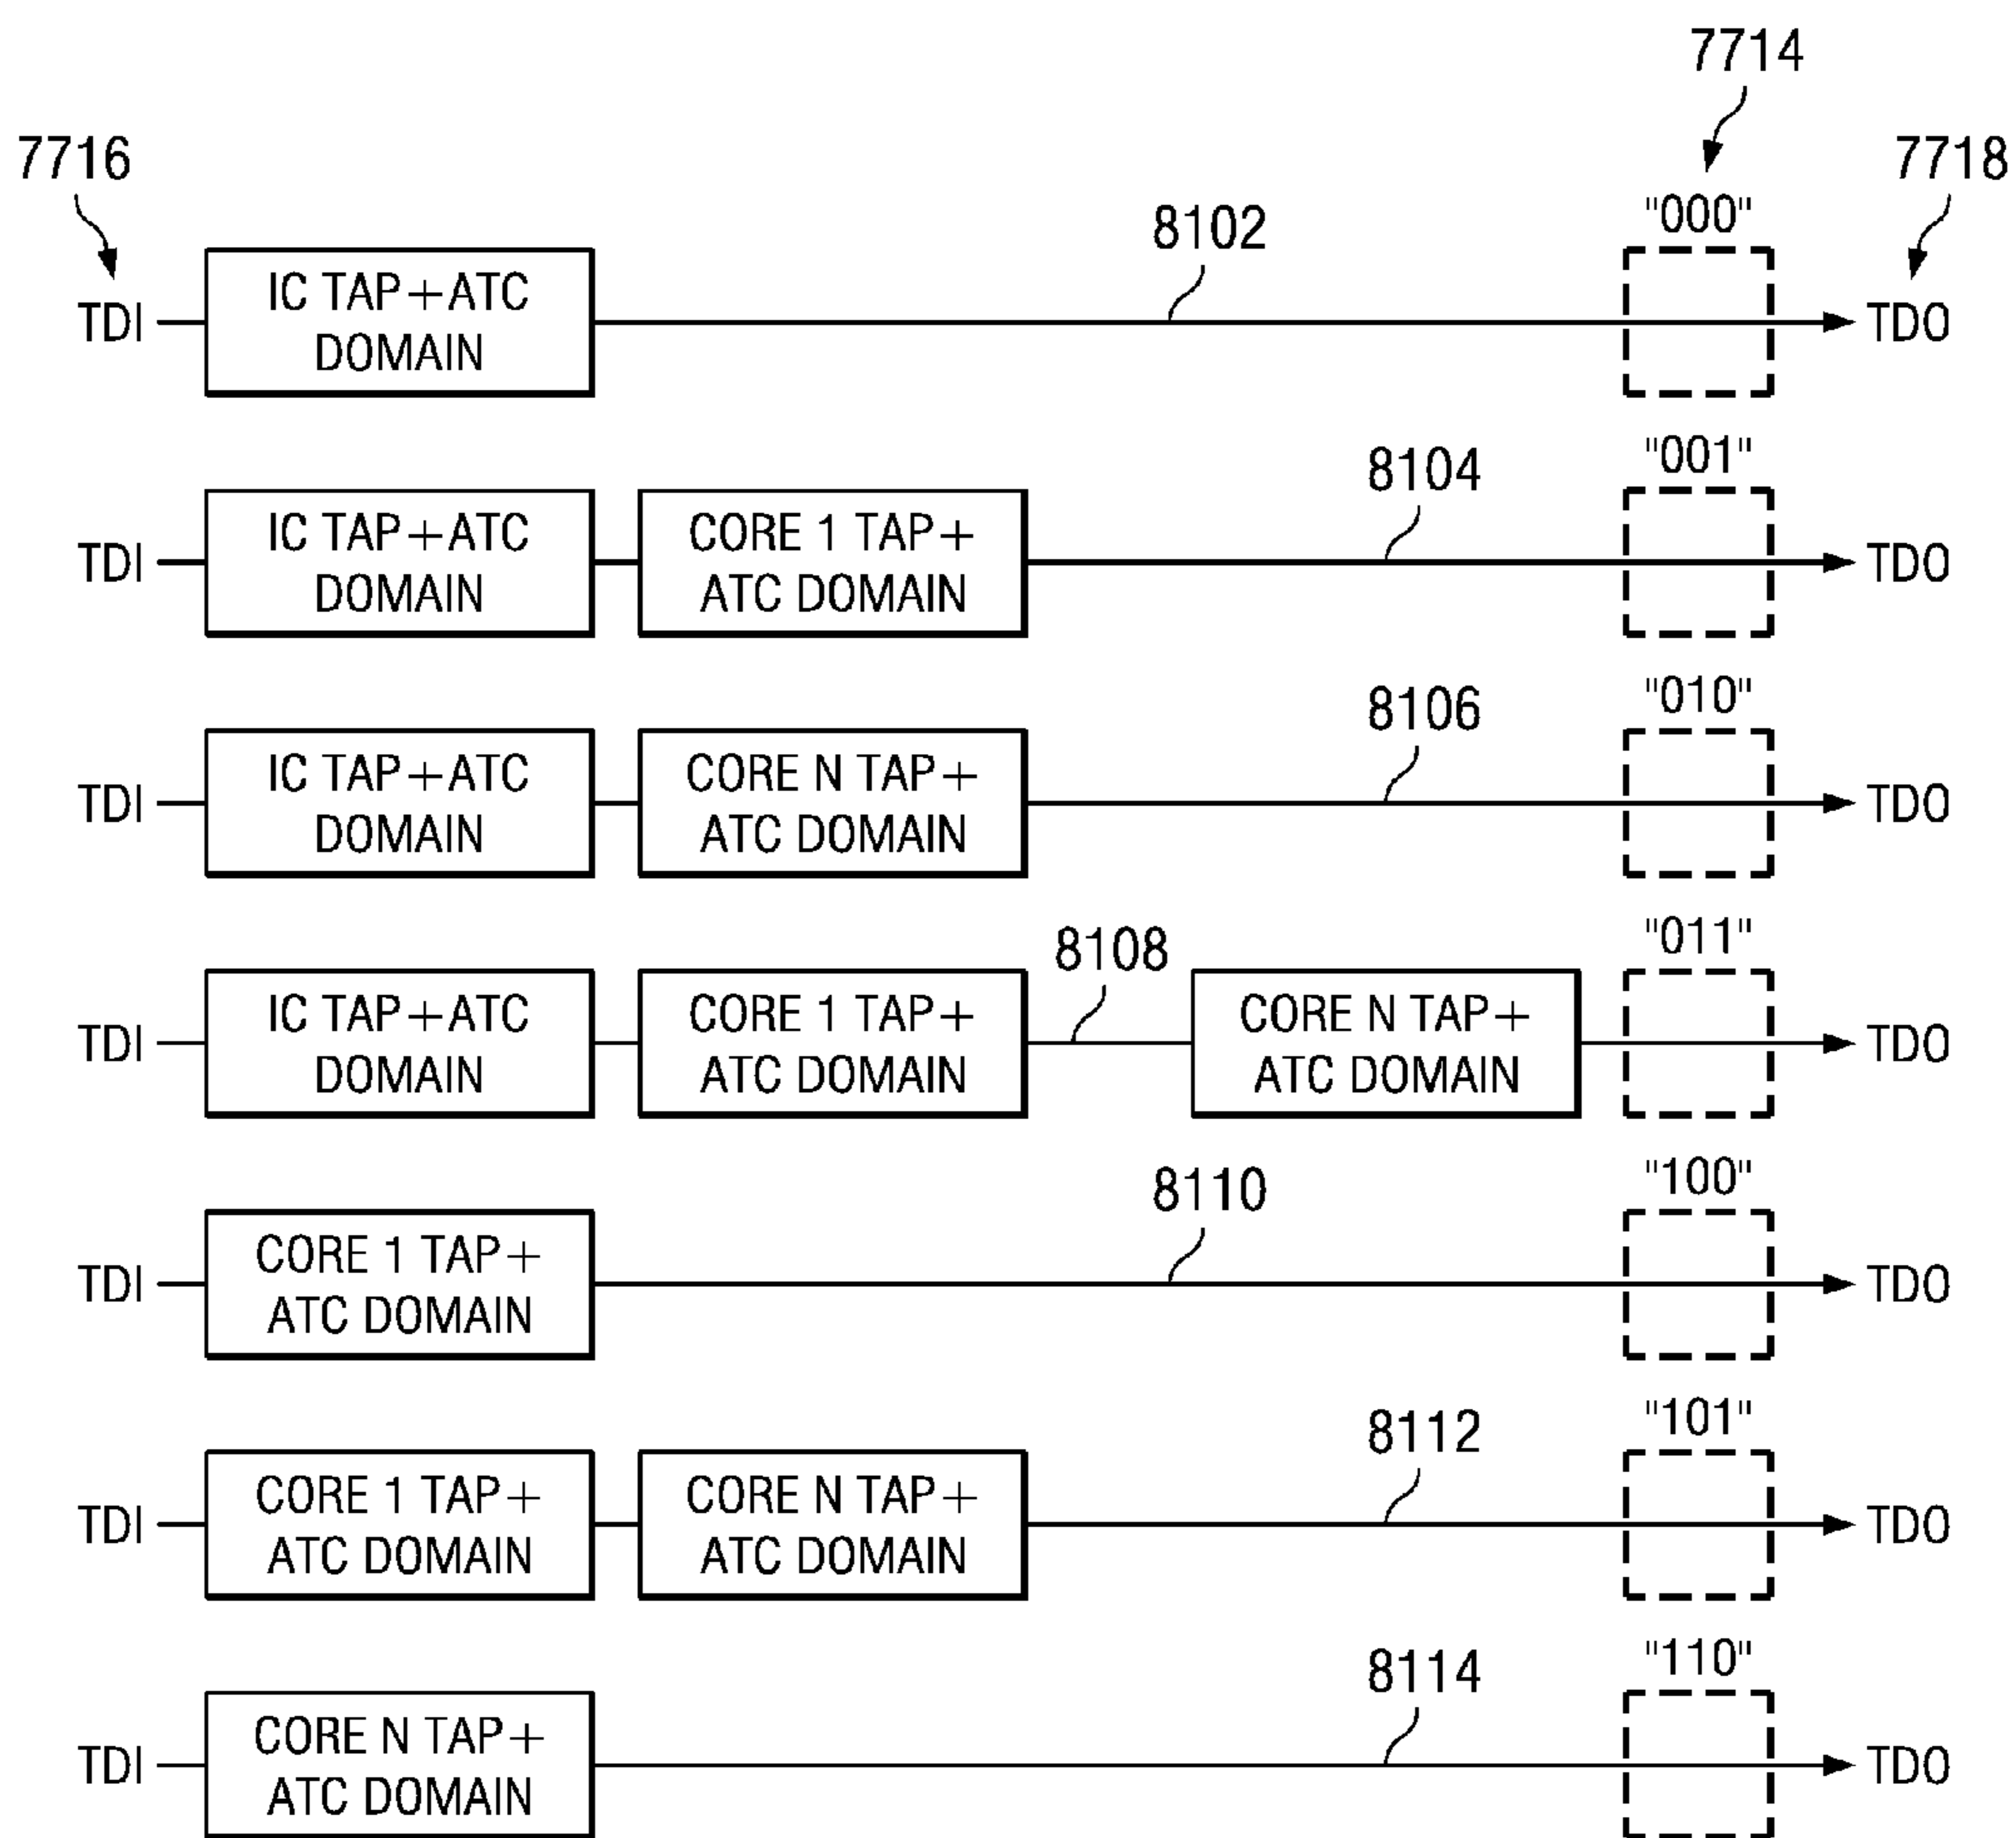 7714
7716
7718
8102
"000"
TDI
IC TAP+ATC
DOMAIN
TDO
8104
"001"
TDI
IC TAP+ATC
DOMAIN
CORE 1 TAP+
ATC DOMAIN
TDO
8106
"010"
TDI
IC TAP+ATC
DOMAIN
CORE N TAP+
ATC DOMAIN
TDO
8108
"011"
TDI
IC TAP+ATC
DOMAIN
CORE 1 TAP+
ATC DOMAIN
CORE N TAP+
ATC DOMAIN
TDO
8110
"100"
TDI
CORE 1 TAP+
ATC DOMAIN
TDO
8112
"101"
TDI
CORE 1 TAP+
ATC DOMAIN
CORE N TAP+
ATC DOMAIN
TDO
8114
"110"
TDI
CORE N TAP+
ATC DOMAIN
TDO